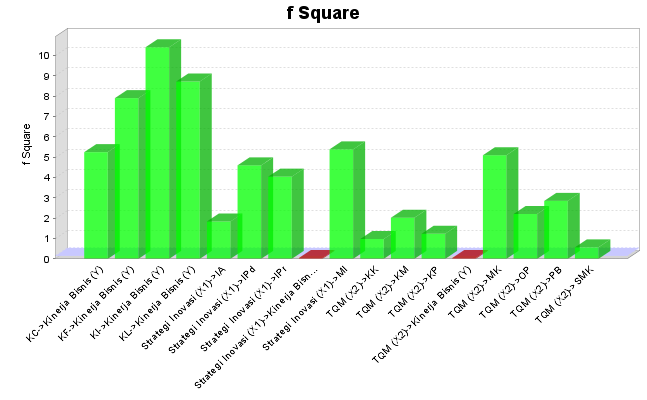 f Square
f Square
10
9
8
7
6
5
4
3
2
1
0
KC->Kinerja Bisnis (Y)
KF->Kinerja Bisnis (Y)
KI->Kinerja Bisnis (Y)
KL->Kinerja Bisnis (Y)
Strategi Inovasi (X1)->IA
Strategi Inovasi (X1)->IPd
Strategi Inovasi (X1)->IPr
Strategi Inovasi (X1)->Kinerja Bisn...
Strategi Inovasi (X1)->MI
TQM (X2)->KK
TQM (X2)->KM
TQM (X2)->KP
TQM (X2)->Kinerja Bisnis (Y)
TQM (X2)->MK
TQM (X2)->OP
TQM (X2)->PB
TQM (X2)->SMK